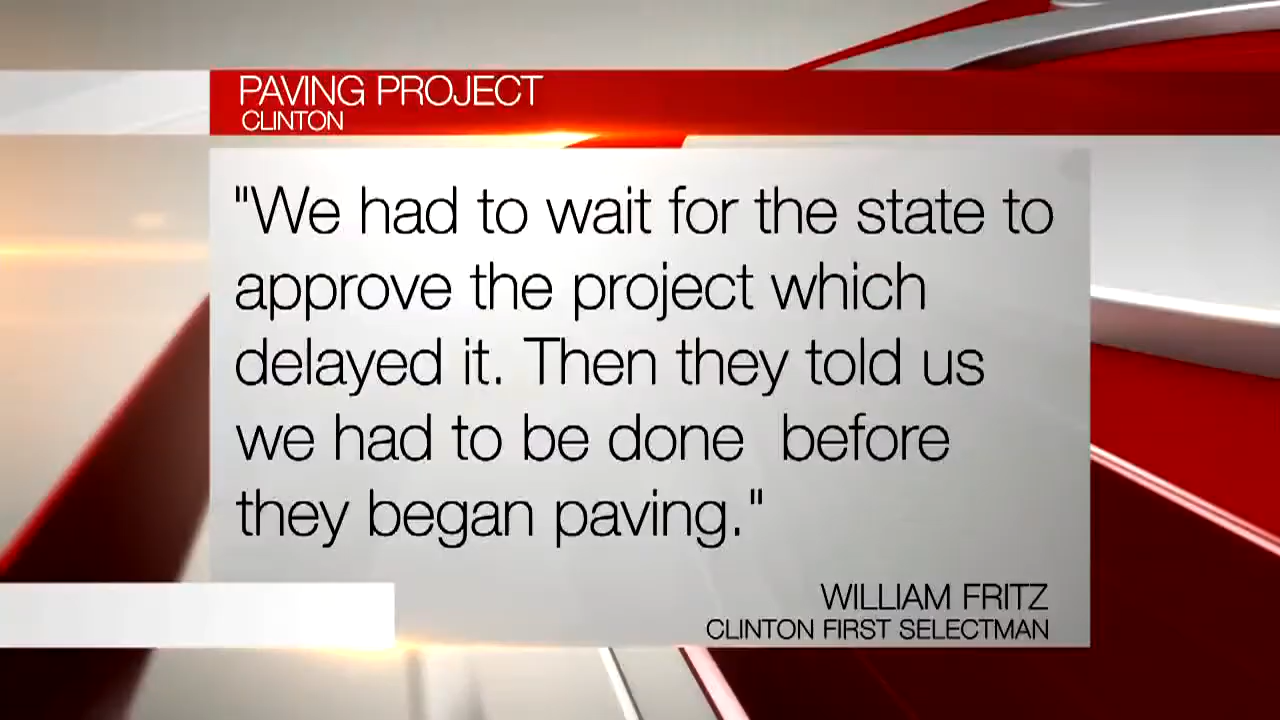 PAVING PROJECT
CLINTON
"We had to wait for the state to
approve the project which
delayed it. Then they told us
we had to be done  before
they began paving."
WILLIAM FRITZ
CLINTON FIRST SELECTMAN